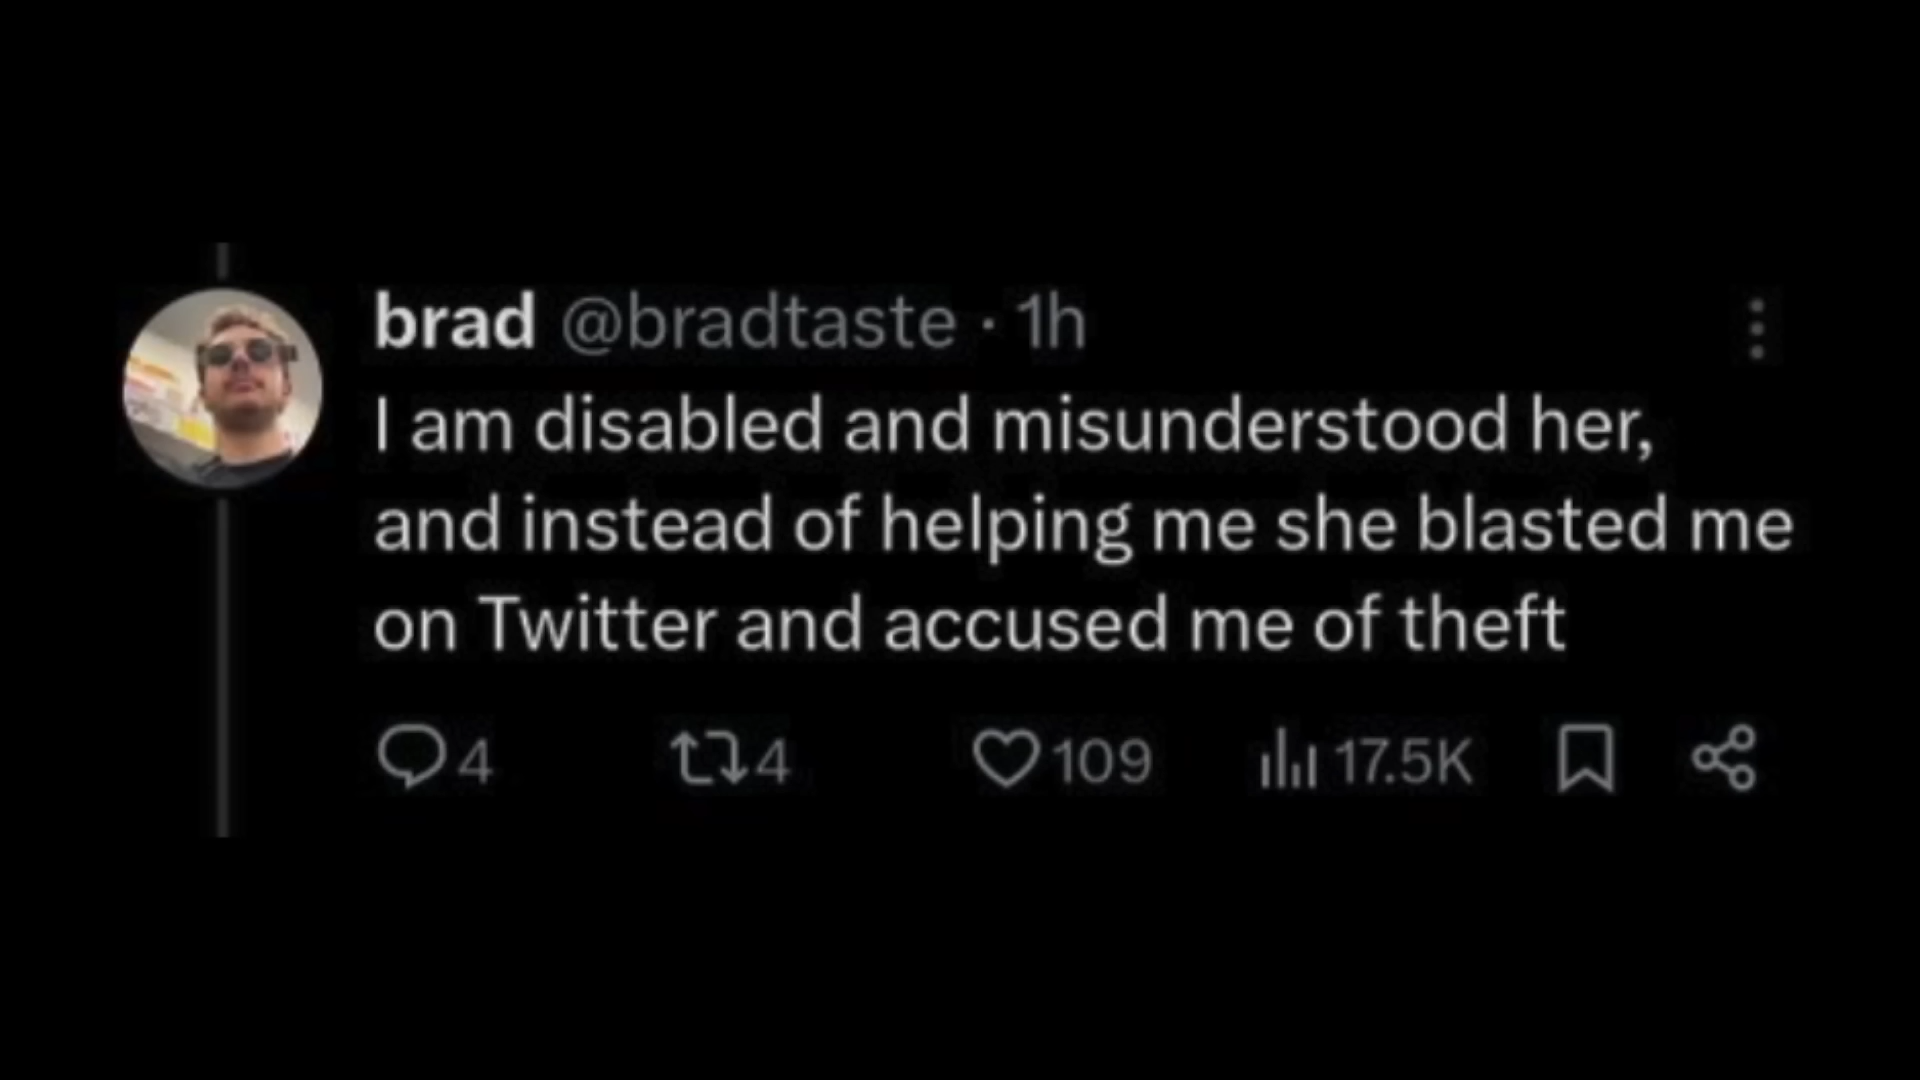 brad @bradtaste · 1h
I am disabled and misunderstood her,
and instead of helping me she blasted me
on Twitter and accused me of theft
4 4 109 17.5K